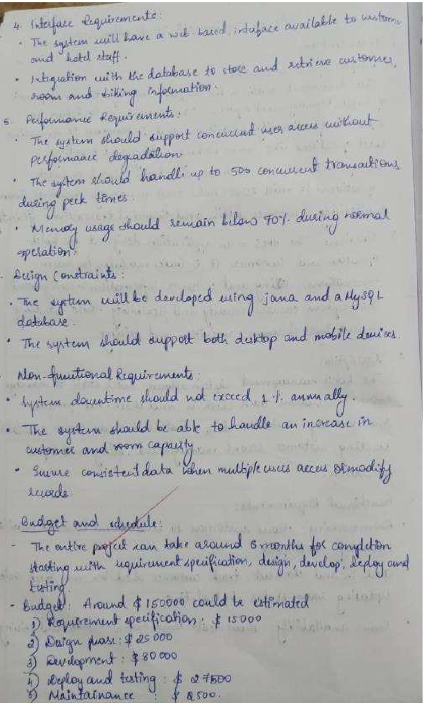 4. Interface Requirements:
• The system will have a web based interface available to customers
and hotel staff.
• Integration with the database to store and retrieve customer,
room and biking information.
5. Performance Requirements:
• The system should support concurrent user access without
performance degradation
• The system should handle up to 500 concurrent transactions
during peek times
• Memory usage should remain below 70% during normal
operation.
Design Constraints:
• The system will be developed using java and a MySQL
database.
• The system should support both desktop and mobile devices.
Non-functional Requirements:
• System downtime should not exceed 1% annually.
• The system should be able to handle an increase in
customer and room capacity
• Ensure consistent data when multiple users access or modify
records
Budget and schedule:
- The entire project can take around 6 months for completion
starting with requirement specification, design, develop, deploy and
testing.
- Budget: Around $150000 could be estimated
1) Requirement specification: $15000
2) Design phase: $25000
3) Development: $80000
4) deploy and testing: $27500
5) Maintainance: $2500.